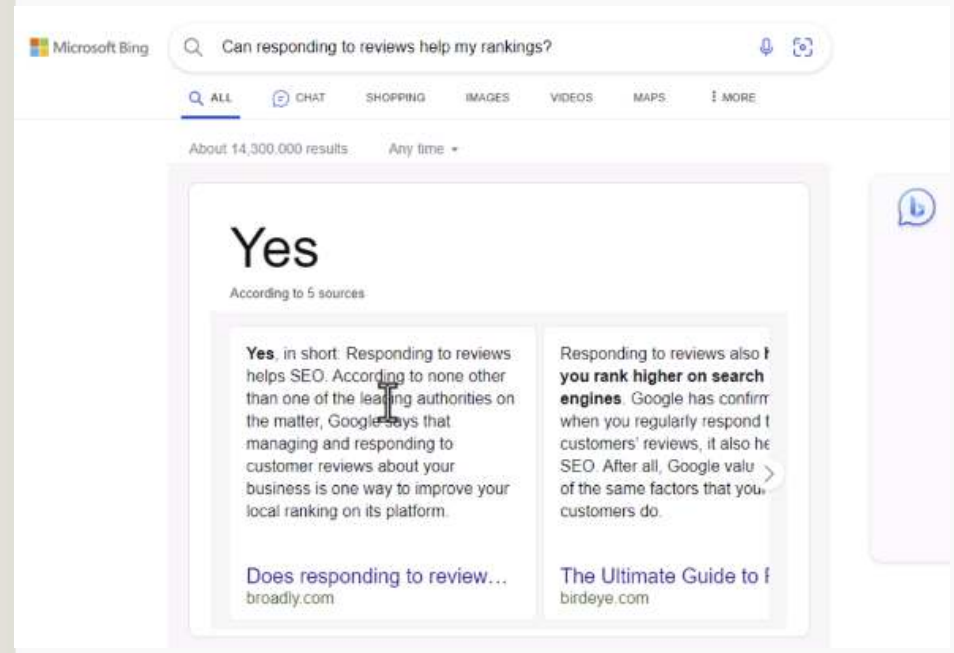 Microsoft Bing
Can responding to reviews help my rankings?
ALL CHAT SHOPPING IMAGES VIDEOS MAPS MORE
About 14,300,000 results Any time
Yes
According to 5 sources
Yes, in short: Responding to reviews
helps SEO. According to none other
than one of the leading authorities on
the matter, Google says that
managing and responding to
customer reviews about your
business is one way to improve your
local ranking on its platform.
Does responding to review...
broadly.com
Responding to reviews also
you rank higher on search
engines. Google has confirm
when you regularly respond
customers' reviews, it also he
SEO. After all, Google valu
of the same factors that your
customers do.
The Ultimate Guide to
birdeye.com